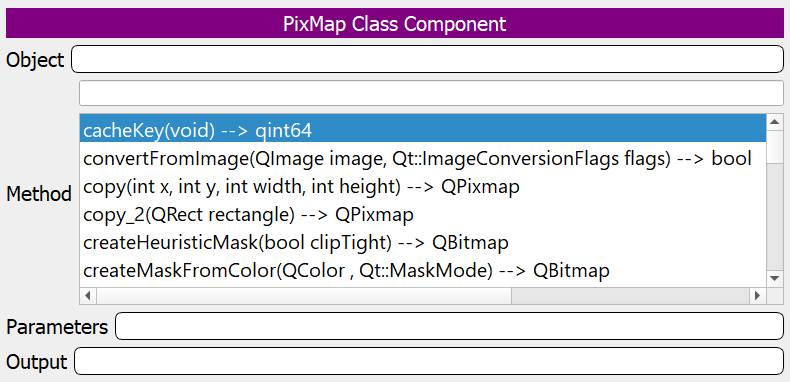 PixMap Class Component
Object
cacheKey(void) --> qint64
convertFromImage(QImage image, Qt::ImageConversionFlags flags) --> bool
copy(int x, int y, int width, int height) --> QPixmap
copy_2(QRect rectangle) --> QPixmap
Method
createHeuristicMask(bool clipTight) --> QBitmap
createMaskFromColor(QColor , Qt::MaskMode) --> QBitmap
Parameters
Output